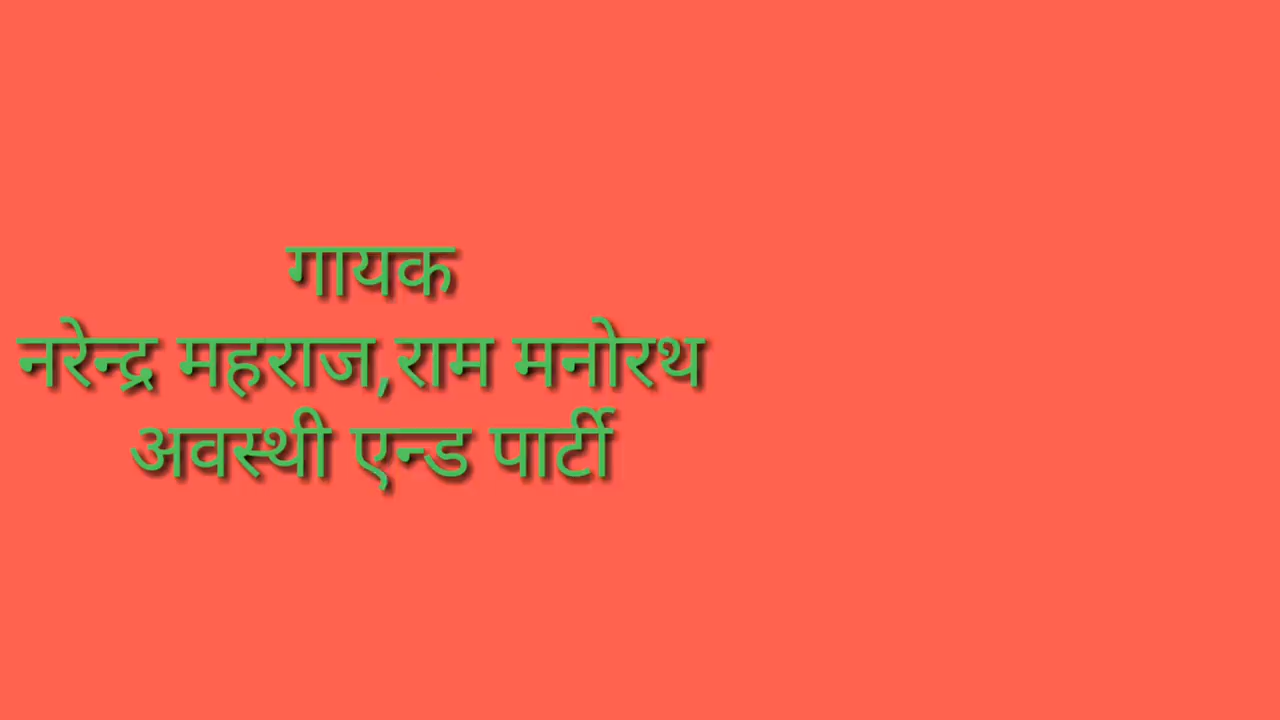 गायक
नरेन्द्र महराज,राम मनोरथ
अवस्थी एन्ड पार्टी